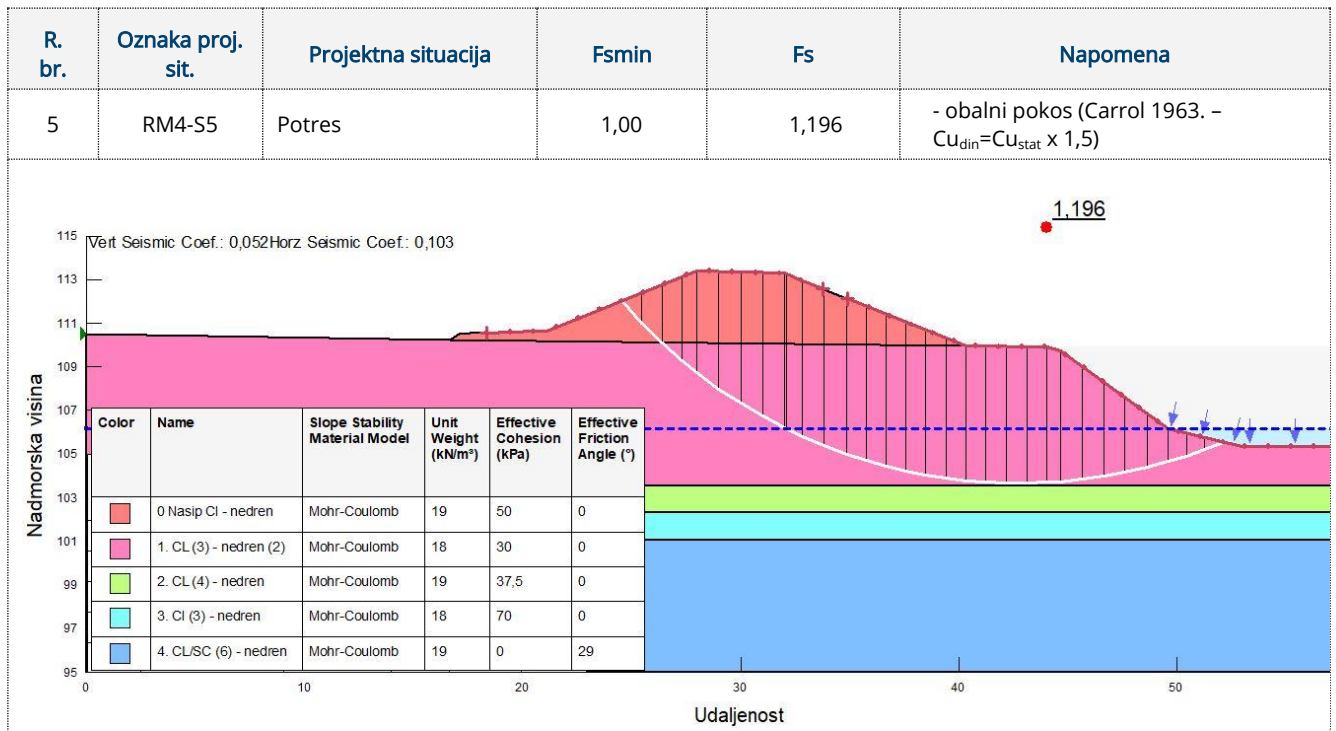 R. br.
Oznaka proj. sit.
Projektna situacija
Fsmin
Fs
Napomena
5
RM4-S5
Potres
1,00
1,196
- obalni pokos (Carrol 1963. –
Cudin=Custat x 1,5)
1,196
Vert Seismic Coef.: 0,052Horz Seismic Coef.: 0,103
115
113
111
109
107
105
103
101
99
97
95
Nadmorska visina
Color
Name
Slope Stability Material Model
Unit Weight (kN/m³)
Effective Cohesion (kPa)
Effective Friction Angle (°)
0 Nasip CI - nedren
Mohr-Coulomb
19
50
0
1. CL (3) - nedren (2)
Mohr-Coulomb
18
30
0
2. CL (4) - nedren
Mohr-Coulomb
19
37,5
0
3. CI (3) - nedren
Mohr-Coulomb
18
70
0
4. CL/SC (6) - nedren
Mohr-Coulomb
19
0
29
0
10
20
30
40
50
Udaljenost